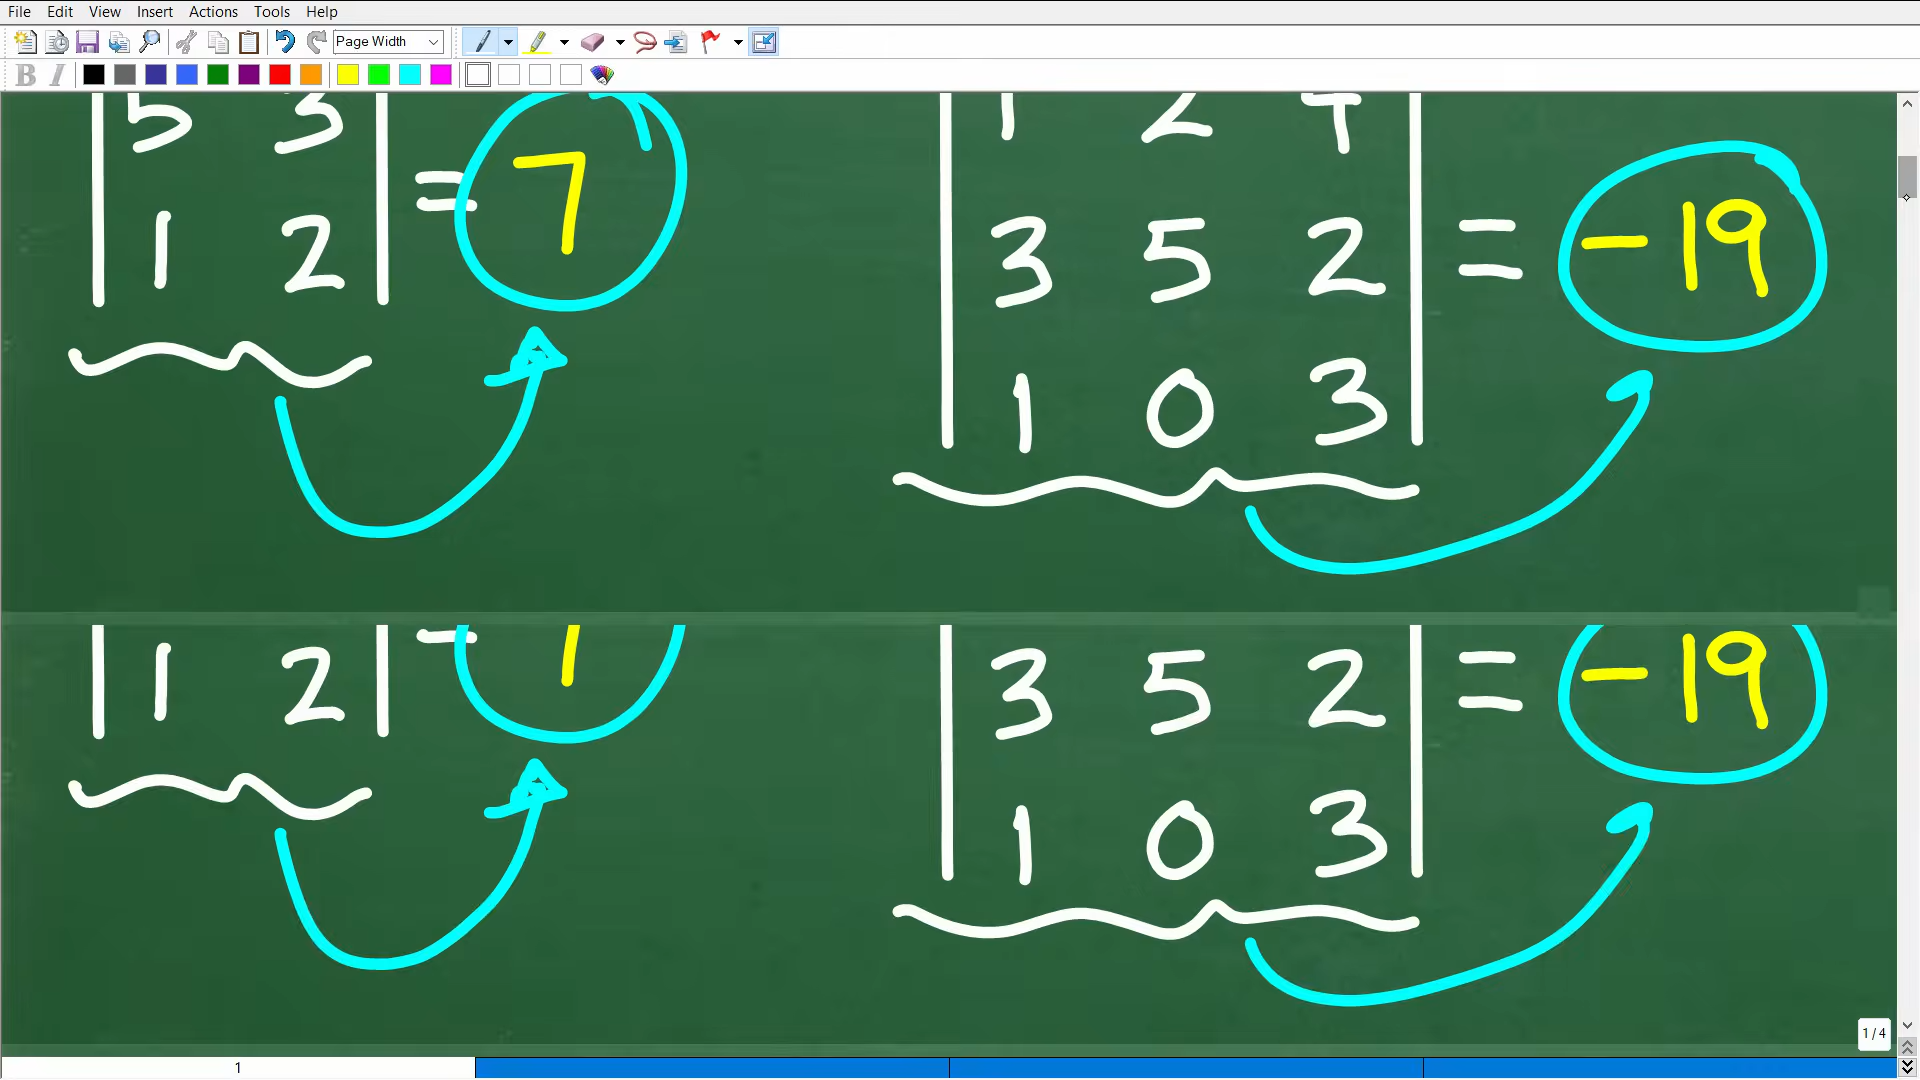 File Edit View Insert Actions Tools Help
Page Width
B I
5 3
1 2
= 7
1 2 4
3 5 2
1 0 3
= -19
1 2
3 5 2
1 0 3
= -19
1 / 4
1